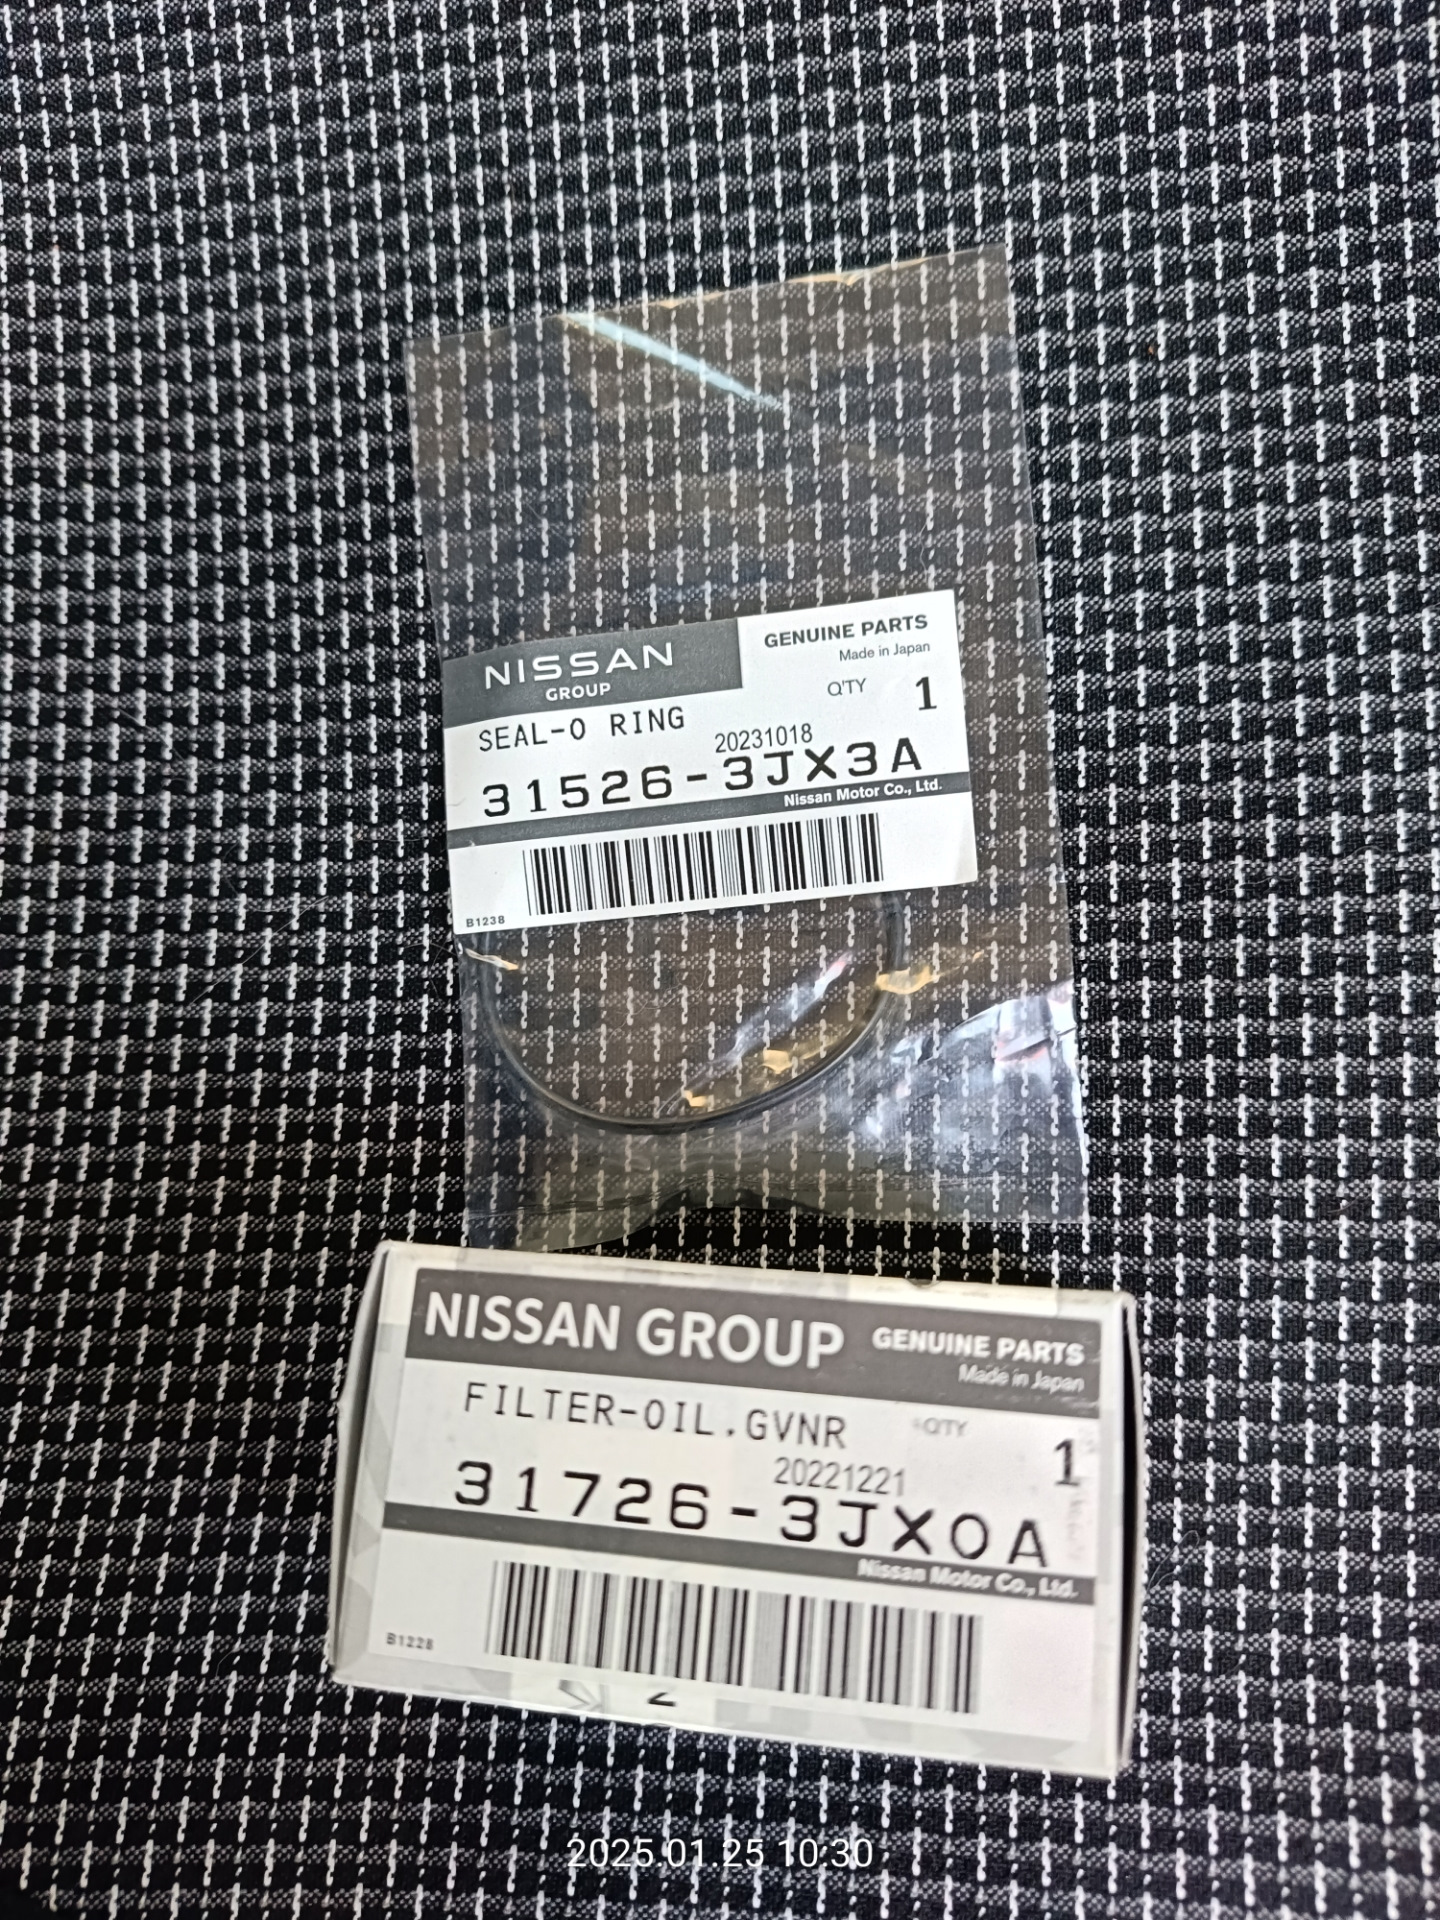 NISSAN
GROUP
GENUINE PARTS
Made in Japan
Q'TY 1
SEAL-O RING
20231018
31526-3JX3A
Nissan Motor Co., Ltd.
B1238
NISSAN GROUP
GENUINE PARTS
Made in Japan
FILTER-OIL.GVNR
Q'TY 1
20221221
31726-3JX0A
Nissan Motor Co., Ltd.
B1228
2025.01.25 10:30